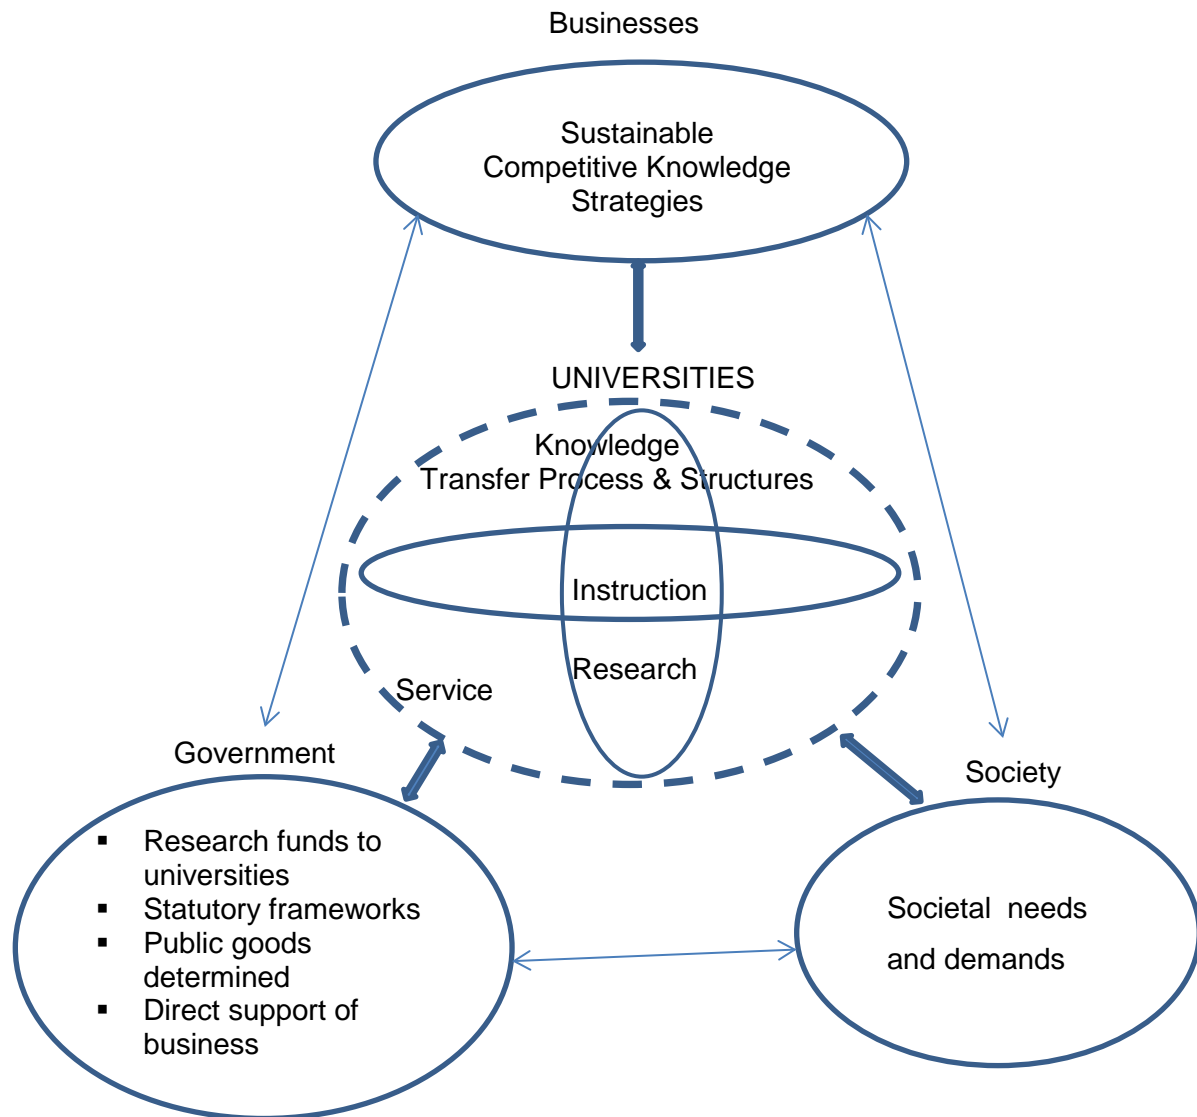 Businesses
Sustainable
Competitive Knowledge
Strategies
UNIVERSITIES
Knowledge
Transfer Process & Structures
Instruction
Research
Service
Government
▪ Research funds to
universities
▪ Statutory frameworks
▪ Public goods
determined
▪ Direct support of
business
Society
Societal needs
and demands